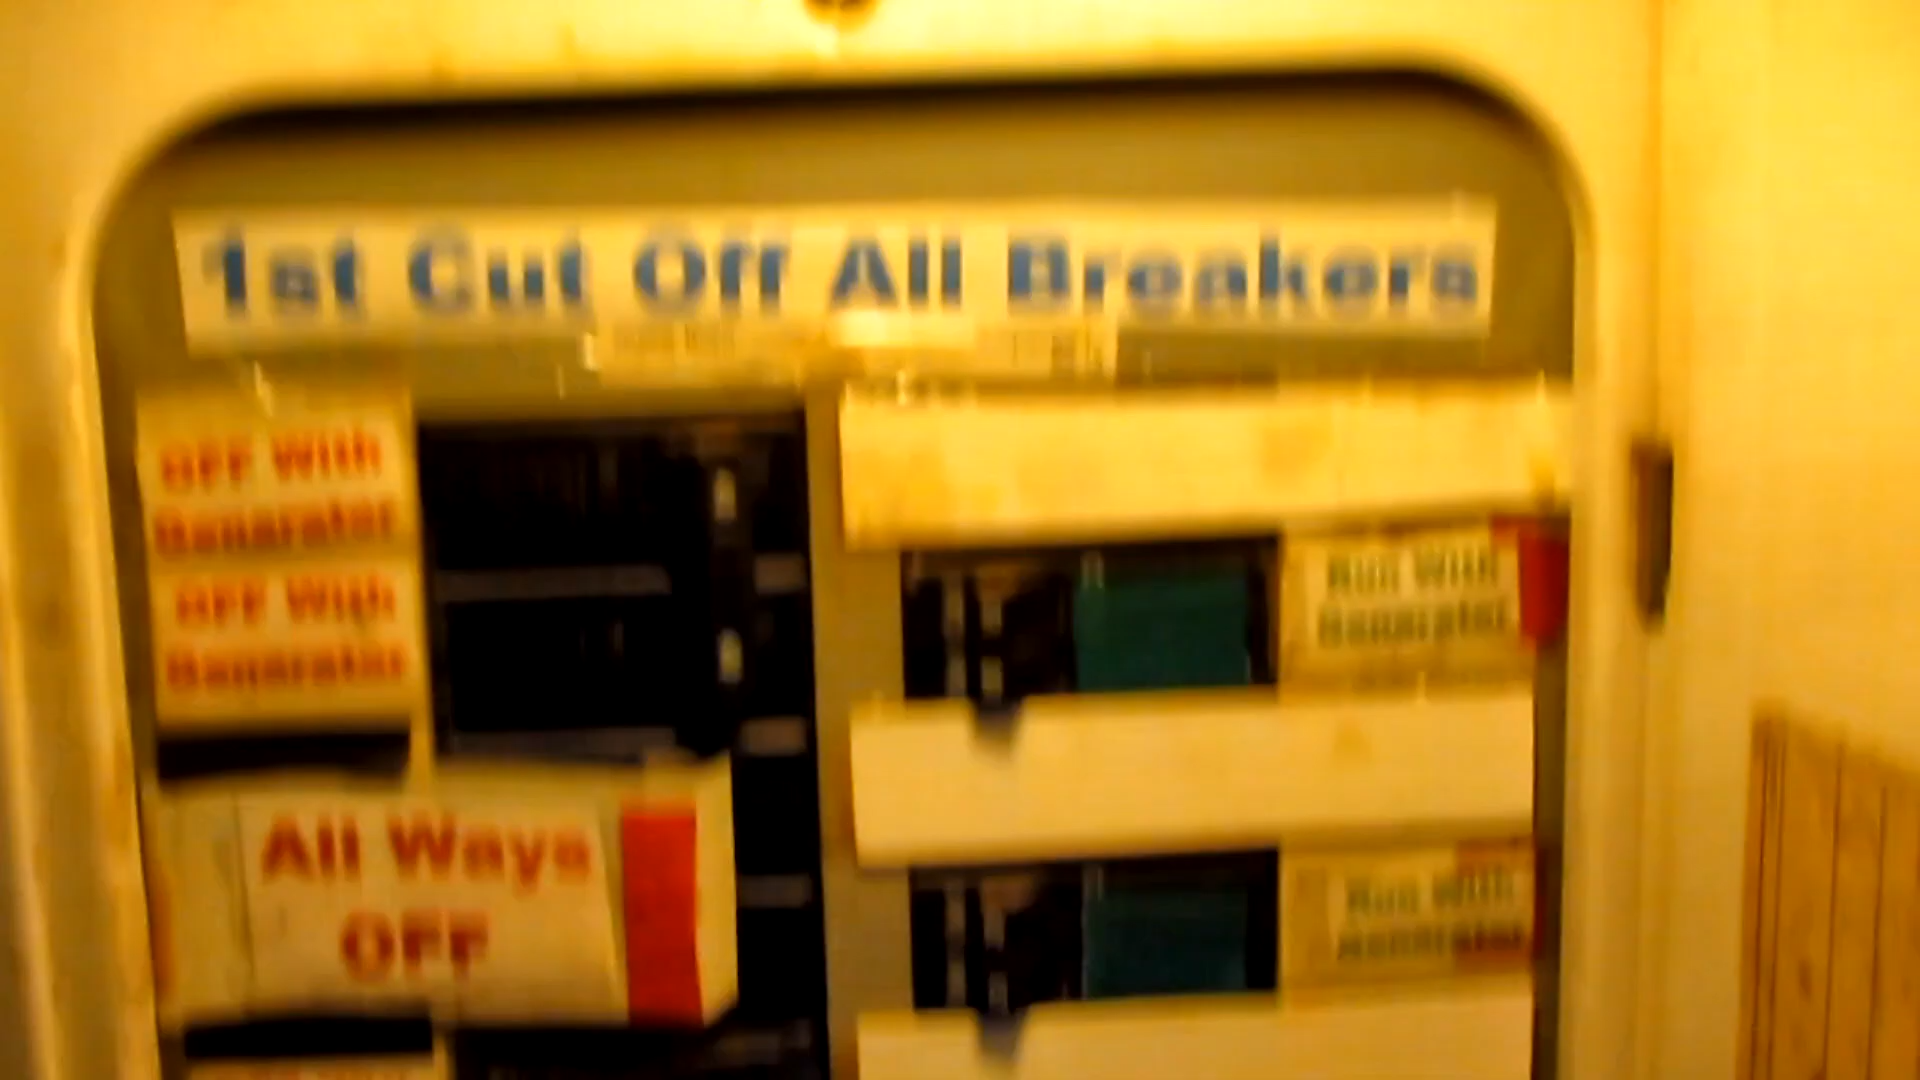 1st Cut Off All Breakers
OFF With
Generator
OFF With
Generator
All Ways
OFF
Run With
Generator
Run With
Generator